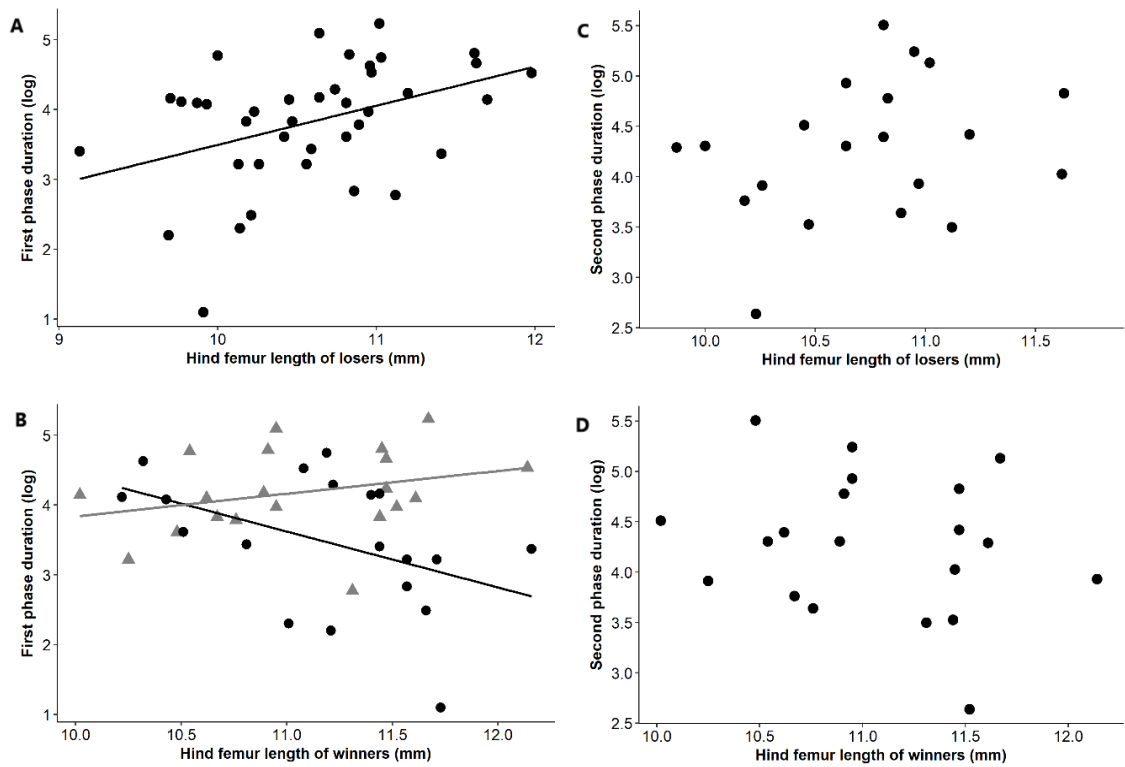 A
First phase duration (log)
5
4
3
2
1
9 10 11 12
Hind femur length of losers (mm)
C
Second phase duration (log)
5.5
5.0
4.5
4.0
3.5
3.0
2.5
10.0 10.5 11.0 11.5
Hind femur length of losers (mm)
B
First phase duration (log)
5
4
3
2
1
10.0 10.5 11.0 11.5 12.0
Hind femur length of winners (mm)
D
Second phase duration (log)
5.5
5.0
4.5
4.0
3.5
3.0
2.5
10.0 10.5 11.0 11.5 12.0
Hind femur length of winners (mm)